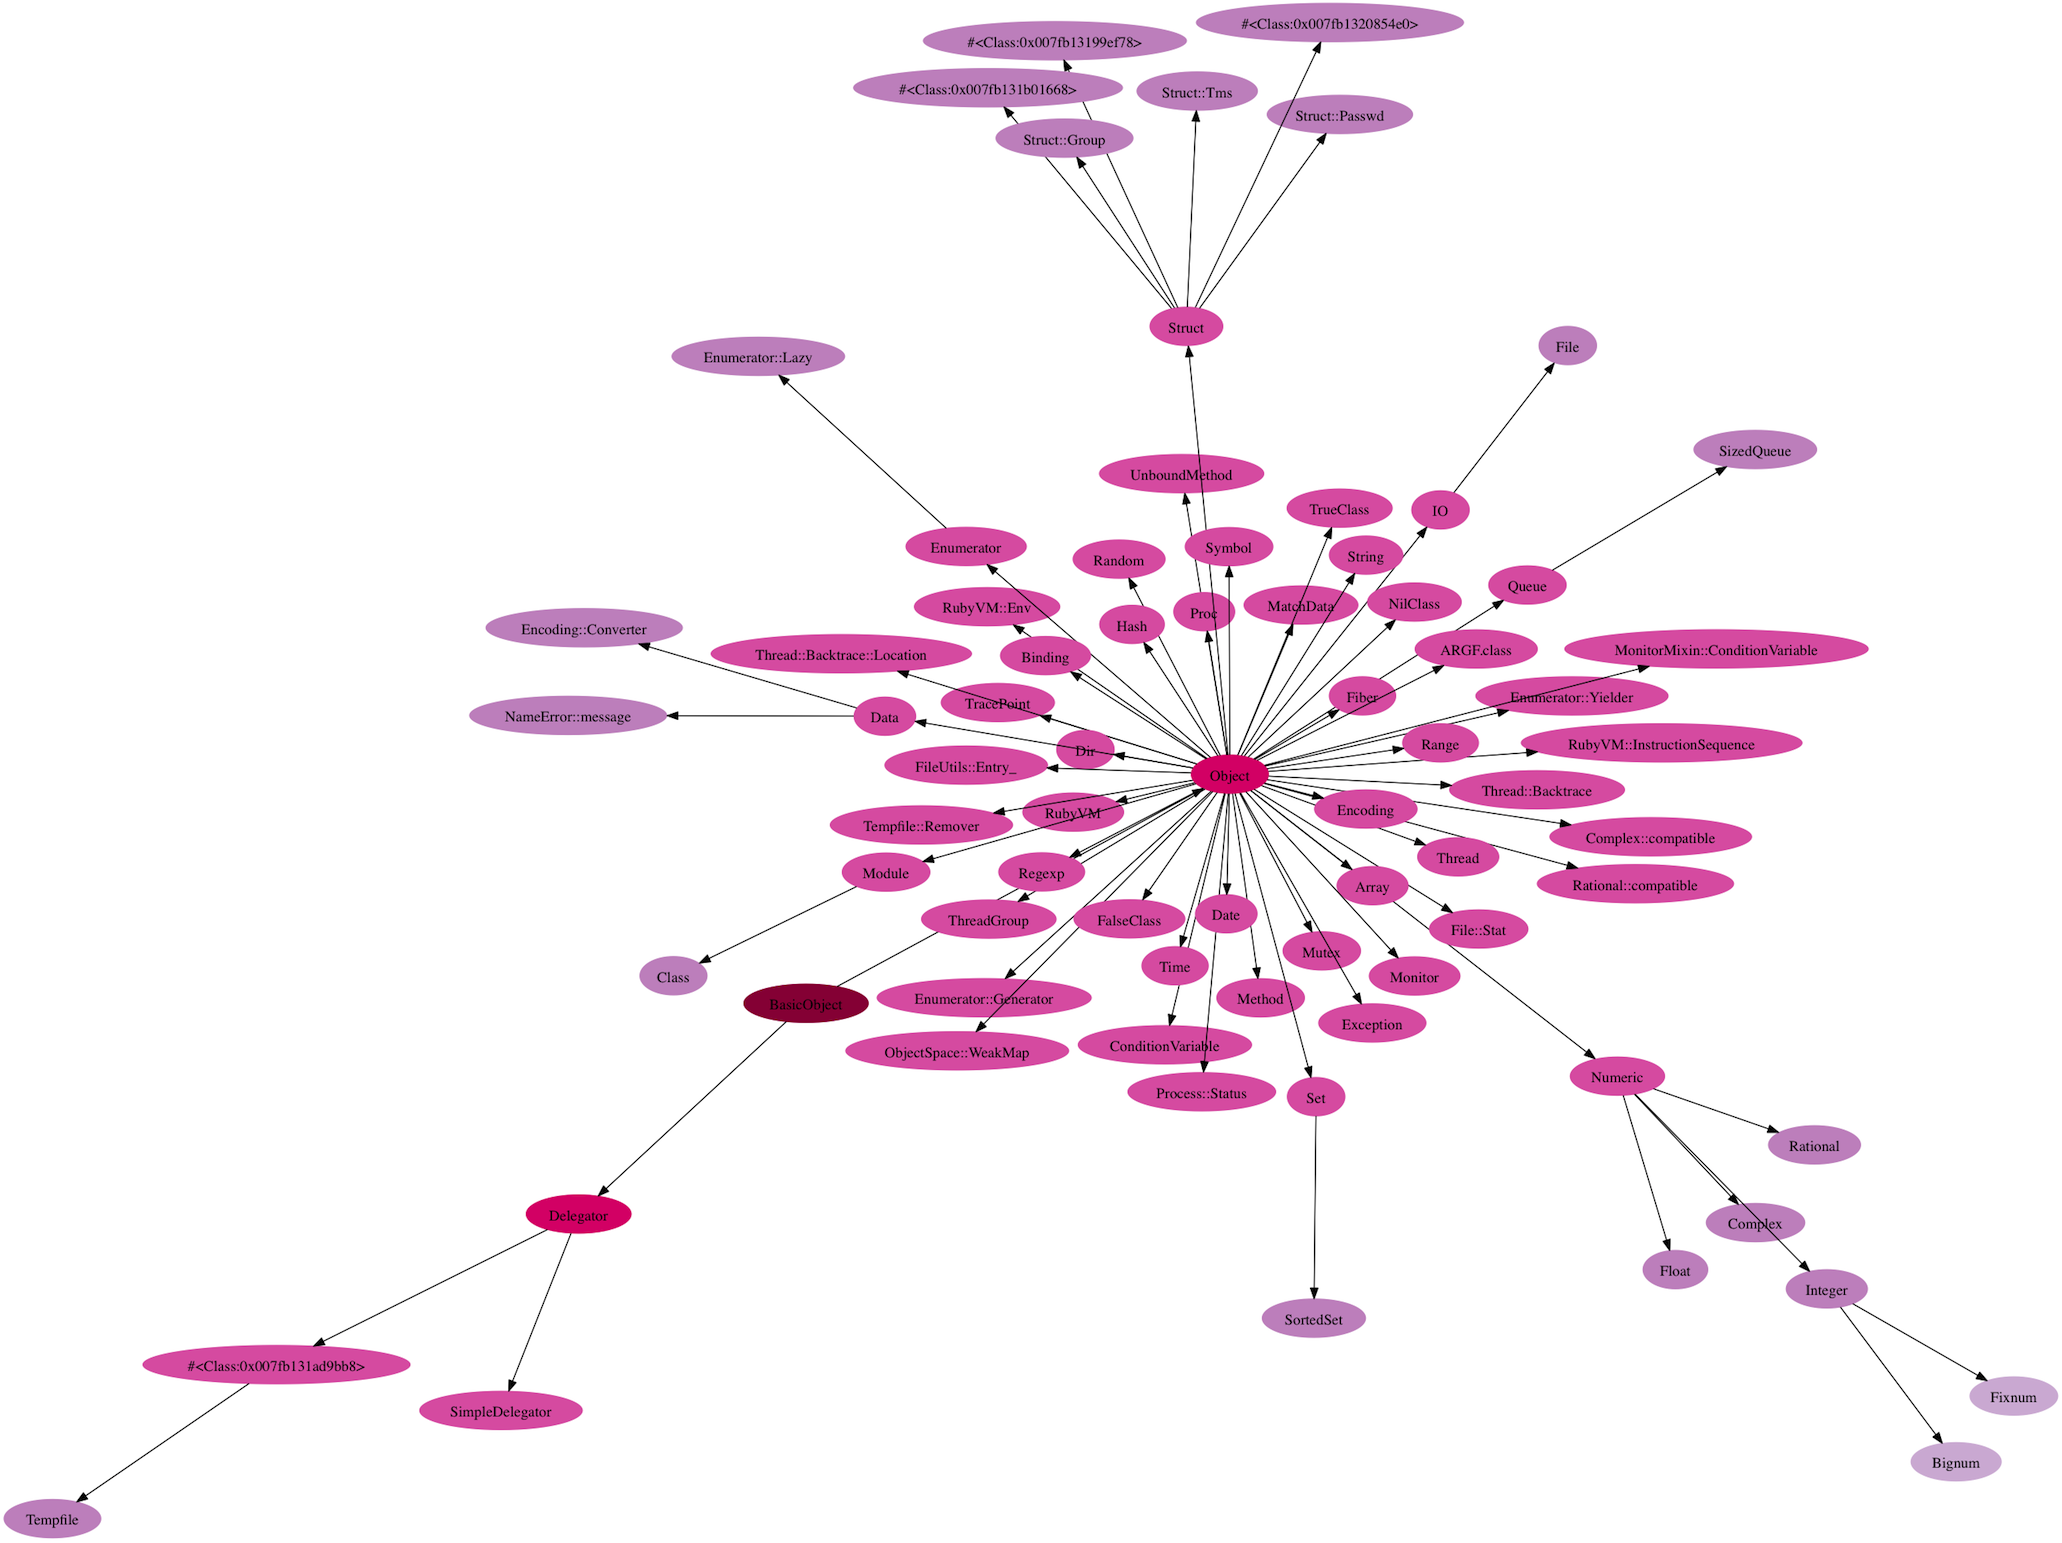 #<Class:0x007fb1320854e0>
#<Class:0x007fb13199ef78>
#<Class:0x007fb131b01668>
Struct::Tms
Struct::Passwd
Struct::Group
Struct
File
Enumerator::Lazy
SizedQueue
UnboundMethod
TrueClass
IO
Enumerator
Symbol
String
Random
Queue
RubyVM::Env
Hash
Proc
MatchData
NilClass
Encoding::Converter
Thread::Backtrace::Location
Binding
ARGF.class
MonitorMixin::ConditionVariable
TracePoint
Fiber
Enumerator::Yielder
NameError::message
Data
Dir
Range
RubyVM::InstructionSequence
FileUtils::Entry_
Object
Thread::Backtrace
Tempfile::Remover
RubyVM
Encoding
Complex::compatible
Module
Regexp
Thread
Array
Rational::compatible
ThreadGroup
FalseClass
Date
File::Stat
Class
Time
Mutex
Monitor
BasicObject
Enumerator::Generator
Method
Exception
ObjectSpace::WeakMap
ConditionVariable
Process::Status
Set
Numeric
Rational
Delegator
Complex
Float
Integer
SortedSet
#<Class:0x007fb131ad9bb8>
SimpleDelegator
Fixnum
Bignum
Tempfile